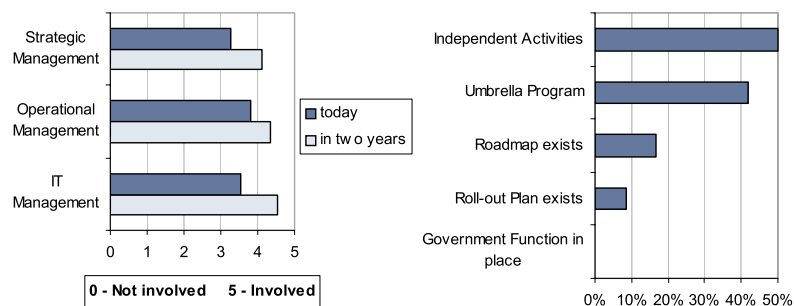 Strategic
Management
Operational
Management
IT
Management
0 1 2 3 4 5
today
in two years
0 - Not involved 5 - Involved
Independent Activities
Umbrella Program
Roadmap exists
Roll-out Plan exists
Government Function in
place
0% 10% 20% 30% 40% 50%